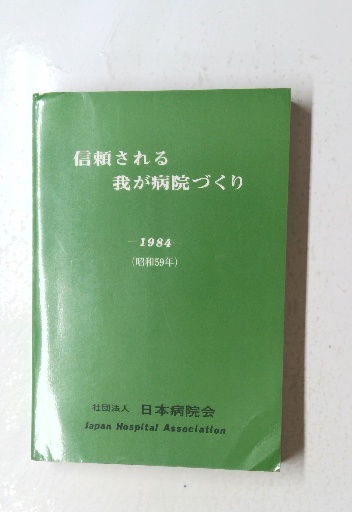 信頼される
我が病院づくり
—1984
(昭和59年)
社団法人 日本病院会
Japan Hospital Association